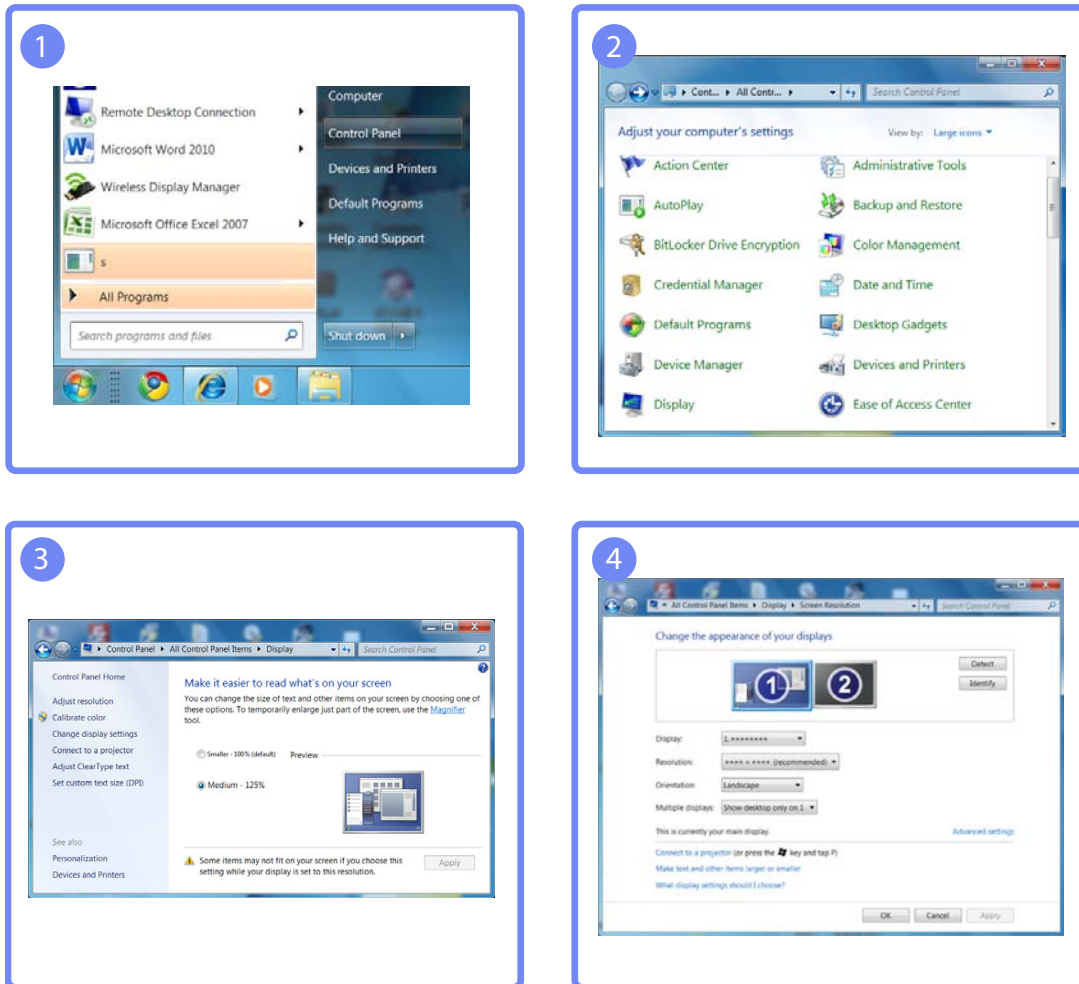 1
Remote Desktop Connection
Microsoft Word 2010
Wireless Display Manager
Microsoft Office Excel 2007
s
All Programs
Search programs and files
Computer
Control Panel
Devices and Printers
Default Programs
Help and Support
Shut down
2
Cont... All Contr...
Search Control Panel
Adjust your computer's settings
View by: Large icons
Action Center
Administrative Tools
AutoPlay
Backup and Restore
BitLocker Drive Encryption
Color Management
Credential Manager
Date and Time
Default Programs
Desktop Gadgets
Device Manager
Devices and Printers
Display
Ease of Access Center
3
Control Panel All Control Panel Items Display
Search Control Panel
Control Panel Home
Adjust resolution
Calibrate color
Change display settings
Connect to a projector
Adjust ClearType text
Set custom text size (DPI)
See also
Personalization
Devices and Printers
Make it easier to read what's on your screen
You can change the size of text and other items on your screen by choosing one of
these options. To temporarily enlarge just part of the screen, use the Magnifier
tool.
Smaller - 100% (default) Preview
Medium - 125%
Some items may not fit on your screen if you choose this
setting while your display is set to this resolution.
Apply
4
All Control Panel Items Display Screen Resolution
Search Control Panel
Change the appearance of your displays
1 2
Detect
Identify
Display: 1.********
Resolution: **** × **** (recommended)
Orientation: Landscape
Multiple displays: Show desktop only on 1
This is currently your main display.
Advanced settings
Connect to a projector (or press the key and tap P)
Make text and other items larger or smaller
What display settings should I choose?
OK Cancel Apply